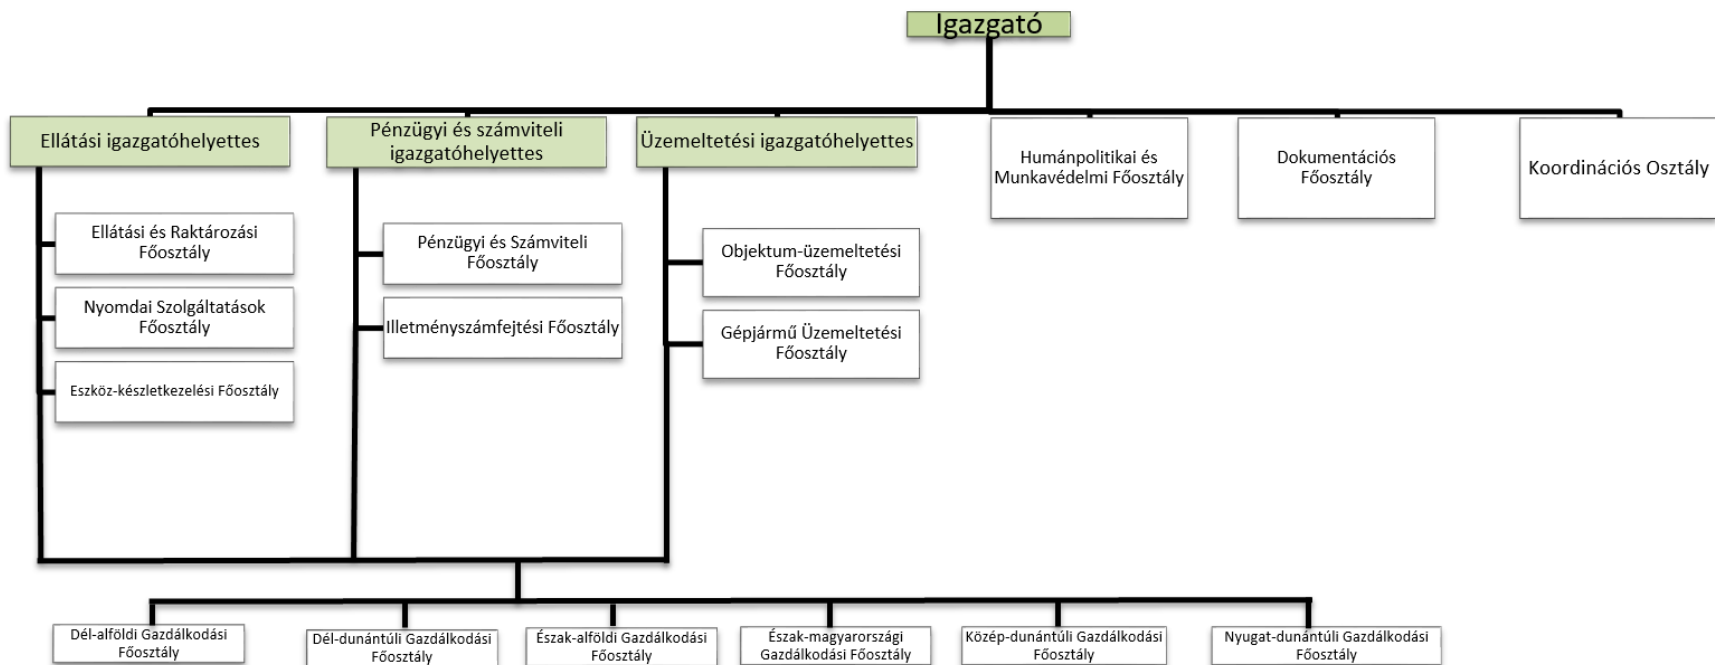 Igazgató
Ellátási igazgatóhelyettes
Pénzügyi és számviteli
igazgatóhelyettes
Üzemeltetési igazgatóhelyettes
Humánpolitikai és
Munkavédelmi Főosztály
Dokumentációs
Főosztály
Koordinációs Osztály
Ellátási és Raktározási
Főosztály
Nyomdai Szolgáltatások
Főosztály
Eszköz-készletkezelési Főosztály
Pénzügyi és Számviteli
Főosztály
Illetményszámfejtési Főosztály
Objektum-üzemeltetési
Főosztály
Gépjármű Üzemeltetési
Főosztály
Dél-alföldi Gazdálkodási
Főosztály
Dél-dunántúli Gazdálkodási
Főosztály
Észak-alföldi Gazdálkodási
Főosztály
Észak-magyarországi
Gazdálkodási Főosztály
Közép-dunántúli Gazdálkodási
Főosztály
Nyugat-dunántúli Gazdálkodási
Főosztály